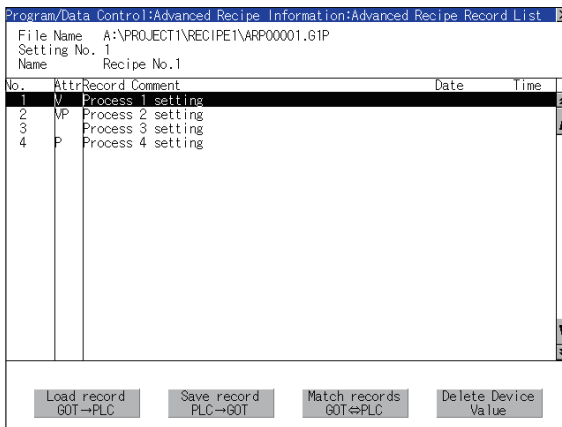 Program/Data Control:Advanced Recipe Information:Advanced Recipe Record List
File Name A:\PROJECT1\RECIPE1\ARP00001.G1P
Setting No. 1
Name Recipe No.1
No. Attr Record Comment Date Time
1 V Process 1 setting
2 VP Process 2 setting
3 Process 3 setting
4 P Process 4 setting
Load record Save record Match records Delete Device
GOT→PLC PLC→GOT GOT⇔PLC Value